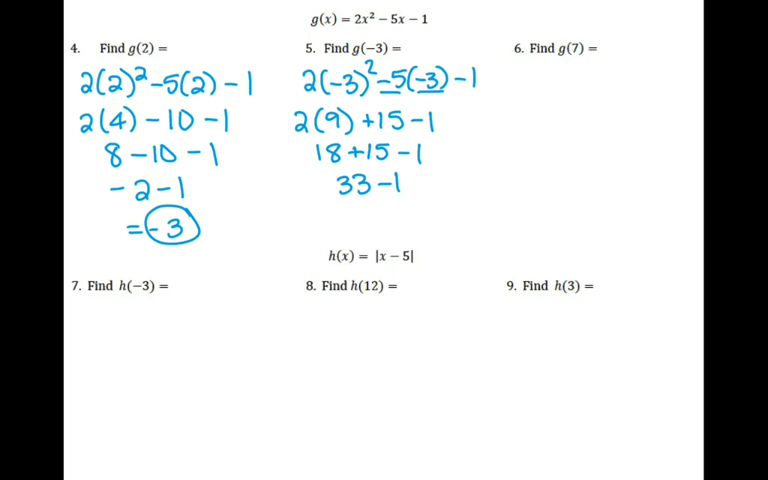 g(x) = 2x² − 5x − 1
4. Find g(2) =
2(2)² − 5(2) − 1
2(4) − 10 − 1
8 − 10 − 1
− 2 − 1
= − 3
5. Find g(−3) =
2(−3)² − 5(−3) − 1
2(9) + 15 − 1
18 + 15 − 1
33 − 1
6. Find g(7) =
h(x) = |x − 5|
7. Find h(−3) =
8. Find h(12) =
9. Find h(3) =